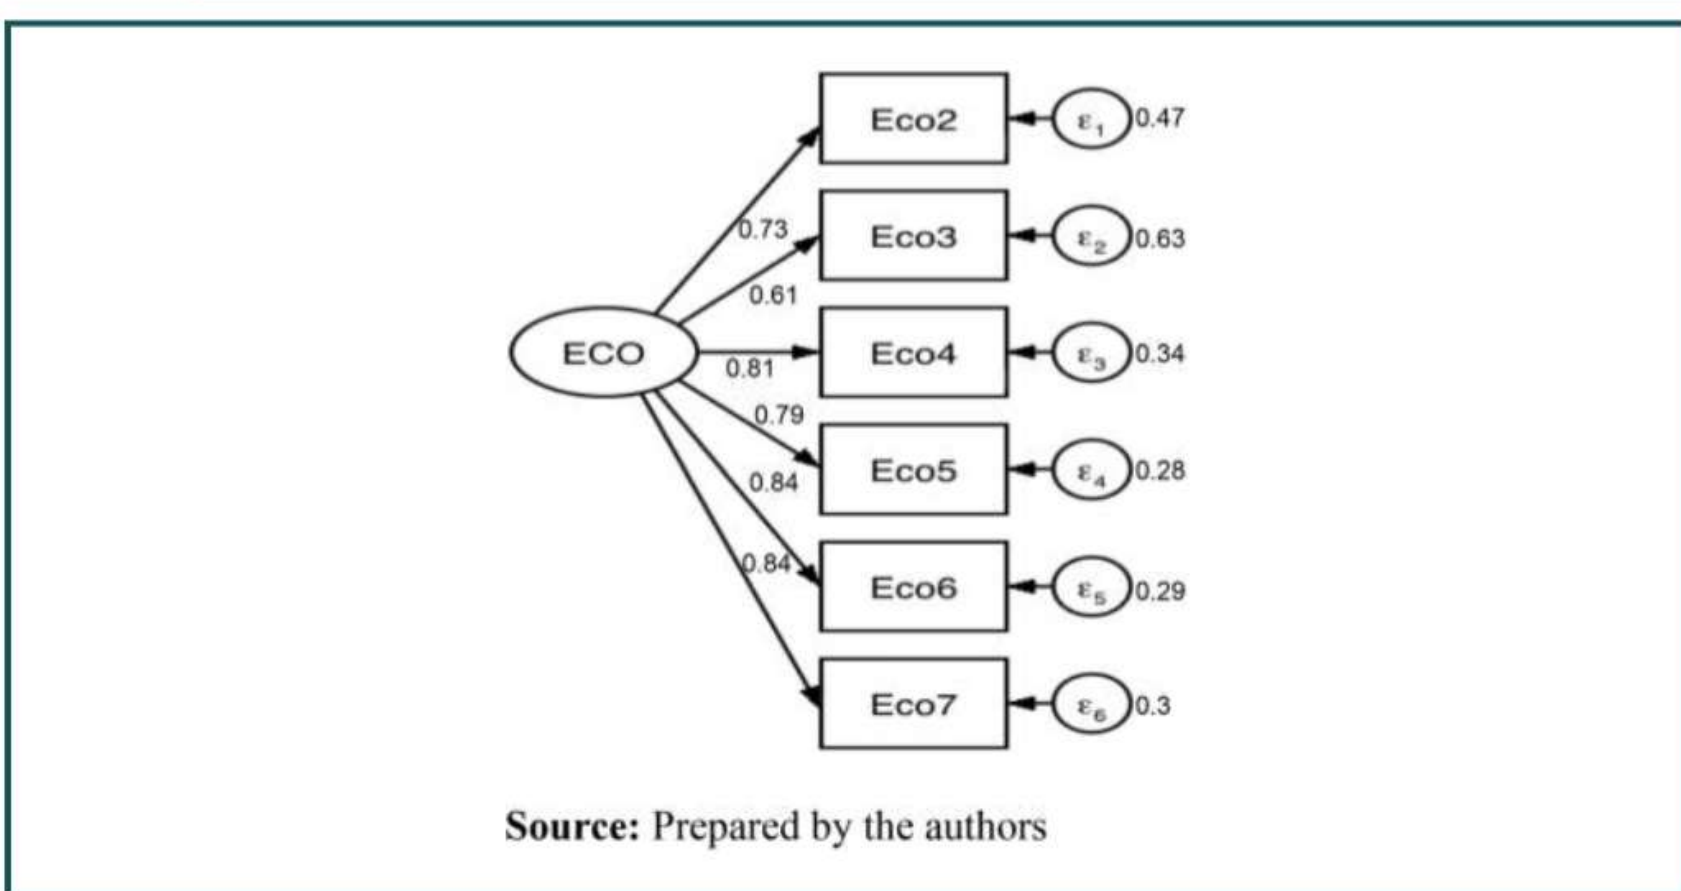 Eco2
ε1
0.47
0.73
Eco3
ε2
0.63
0.61
ECO
0.81
Eco4
ε3
0.34
0.79
Eco5
ε4
0.28
0.84
Eco6
ε5
0.29
0.84
Eco7
ε6
0.3
Source: Prepared by the authors